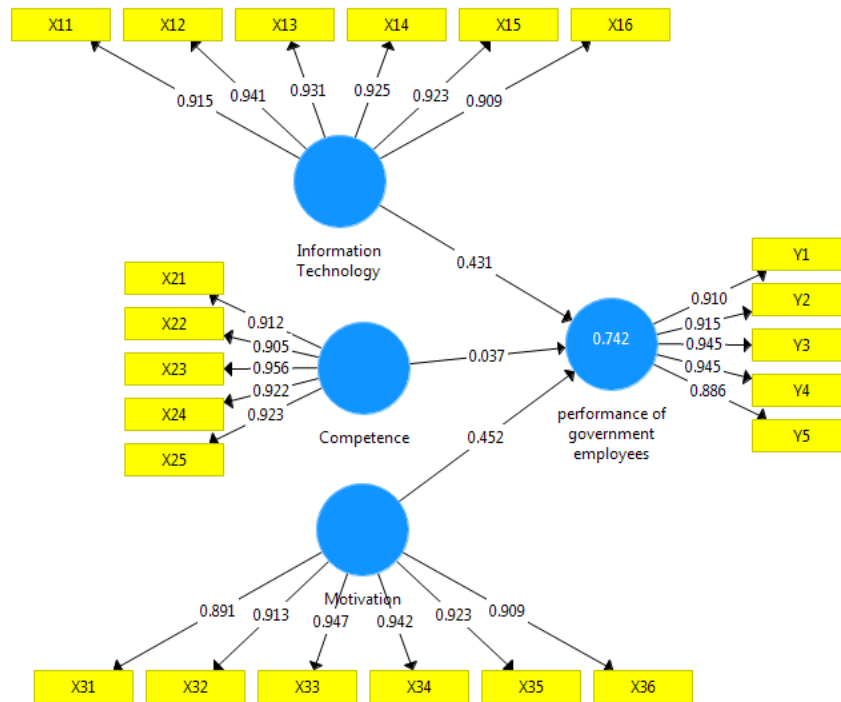 X11 X12 X13 X14 X15 X16
0.915 0.941 0.931 0.925 0.923 0.909
Information
Technology
0.431
X21
X22
X23
X24
X25
0.912
0.905
0.956
0.922
0.923
Competence
0.037
0.742
performance of
government
employees
0.910
0.915
0.945
0.945
0.886
Y1
Y2
Y3
Y4
Y5
0.452
Motivation
0.891 0.913 0.947 0.942 0.923 0.909
X31 X32 X33 X34 X35 X36